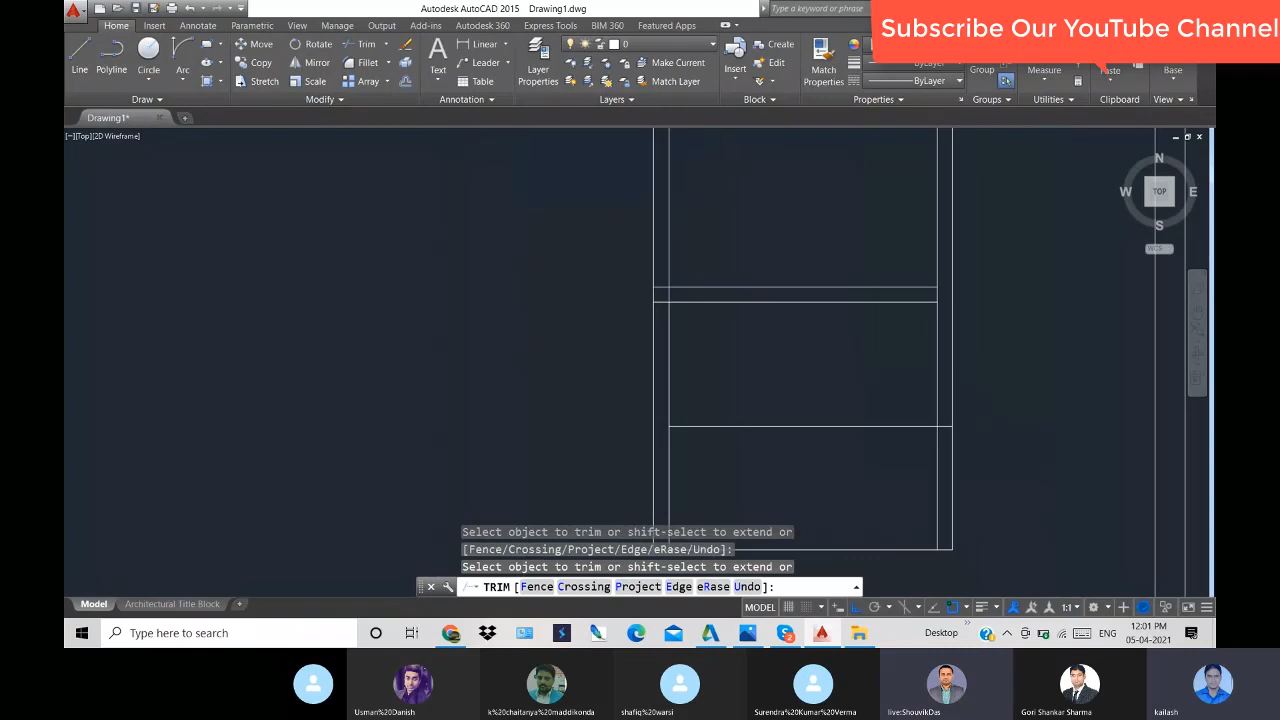 Autodesk AutoCAD 2015 Drawing1.dwg
Type a keyword or phrase
Subscribe Our YouTube Channel
Home Insert Annotate Parametric View Manage Output Add-ins Autodesk 360 Express Tools BIM 360 Featured Apps
Move Rotate Trim Linear 0 Create
Copy Mirror Fillet Leader Make Current Edit ByLayer
Line Polyline Circle Arc Text Layer Insert Match Group Measure Paste Base
Stretch Scale Array Table Properties Match Layer Properties ByLayer
Draw Modify Annotation Layers Block Properties Groups Utilities Clipboard View
Drawing1*
[−][Top][2D Wireframe]
N
W TOP E
S
WCS
Select object to trim or shift-select to extend or
[Fence/Crossing/Project/Edge/eRase/Undo]:
Select object to trim or shift-select to extend or
TRIM [Fence Crossing Project Edge eRase Undo]:
Model Architectural Title Block MODEL 1:1
Type here to search
Desktop
ENG
12:01 PM
05-04-2021
Usman%20Danish k%20chaitanya%20maddikonda shafiq%20warsi Surendra%20Kumar%20Verma live:ShouvikDas Gori Shankar Sharma kailash